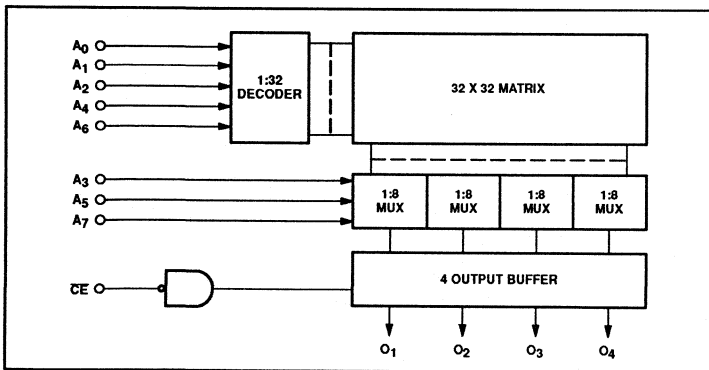 A0
A1
A2
A4
A6
1:32
DECODER
32 X 32 MATRIX
A3
A5
A7
1:8
MUX
1:8
MUX
1:8
MUX
1:8
MUX
CE
4 OUTPUT BUFFER
O1
O2
O3
O4